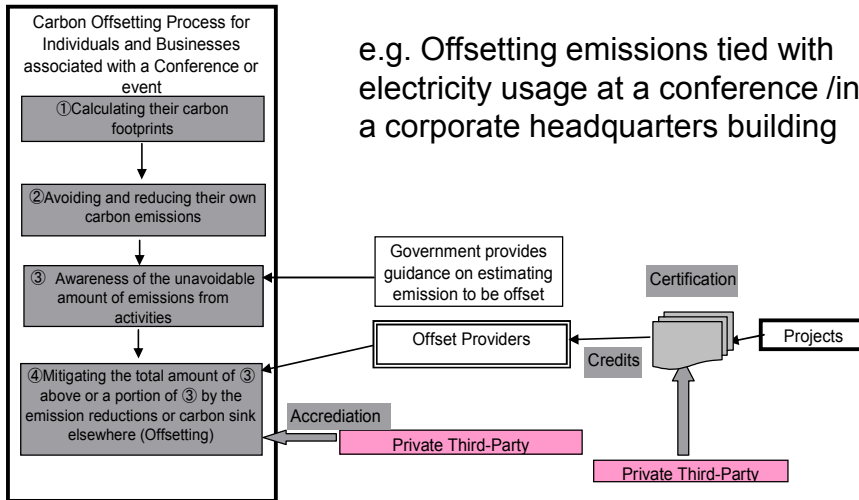 Carbon Offsetting Process for
Individuals and Businesses
associated with a Conference or
event
①Calculating their carbon
footprints
②Avoiding and reducing their own
carbon emissions
③ Awareness of the unavoidable
amount of emissions from
activities
④Mitigating the total amount of ③
above or a portion of ③ by the
emission reductions or carbon sink
elsewhere (Offsetting)
e.g. Offsetting emissions tied with
electricity usage at a conference /in
a corporate headquarters building
Government provides
guidance on estimating
emission to be offset
Offset Providers
Certification
Credits
Projects
Accrediation
Private Third-Party
Private Third-Party